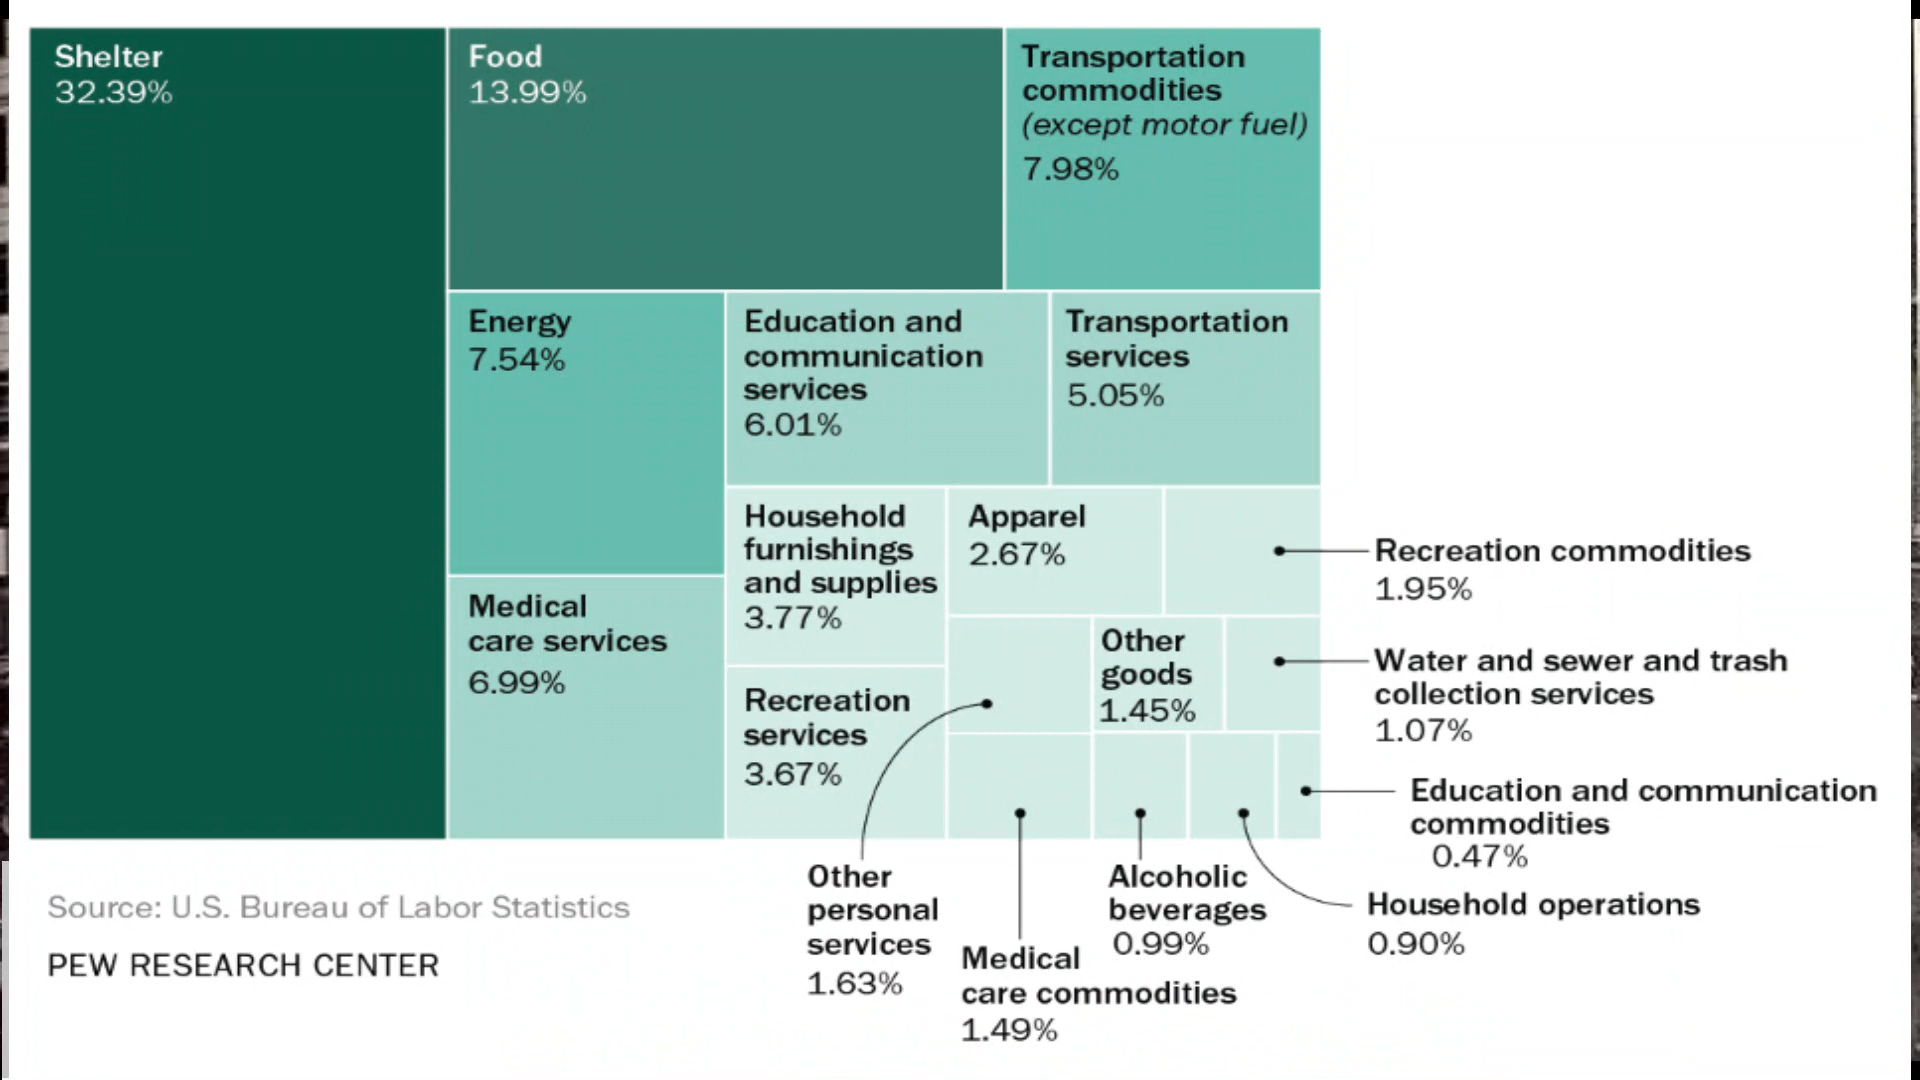 Shelter
32.39%
Food
13.99%
Transportation
commodities
(except motor fuel)
7.98%
Energy
7.54%
Education and
communication
services
6.01%
Transportation
services
5.05%
Medical
care services
6.99%
Household
furnishings
and supplies
3.77%
Apparel
2.67%
Recreation commodities
1.95%
Recreation
services
3.67%
Other
goods
1.45%
Water and sewer and trash
collection services
1.07%
Education and communication
commodities
0.47%
Other
personal
services
1.63%
Medical
care commodities
1.49%
Alcoholic
beverages
0.99%
Household operations
0.90%
Source: U.S. Bureau of Labor Statistics
PEW RESEARCH CENTER